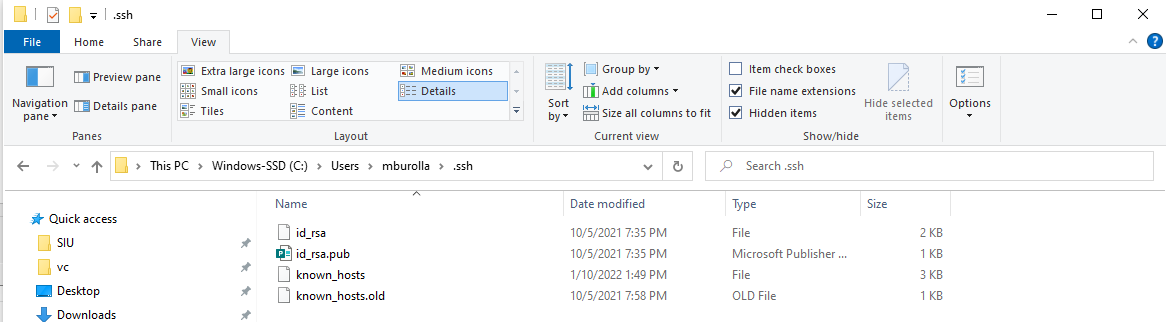 .ssh
File Home Share View
Navigation pane Preview pane Details pane
Panes
Extra large icons Large icons Medium icons
Small icons List Details
Tiles Content
Layout
Sort by Group by Add columns Size all columns to fit
Current view
Item check boxes
File name extensions
Hidden items
Hide selected items
Show/hide
Options
This PC Windows-SSD (C:) Users mburolla .ssh
Search .ssh
Quick access
SIU
vc
Desktop
Downloads
Name Date modified Type Size
id_rsa 10/5/2021 7:35 PM File 2 KB
id_rsa.pub 10/5/2021 7:35 PM Microsoft Publisher ... 1 KB
known_hosts 1/10/2022 1:49 PM File 3 KB
known_hosts.old 10/5/2021 7:58 PM OLD File 1 KB